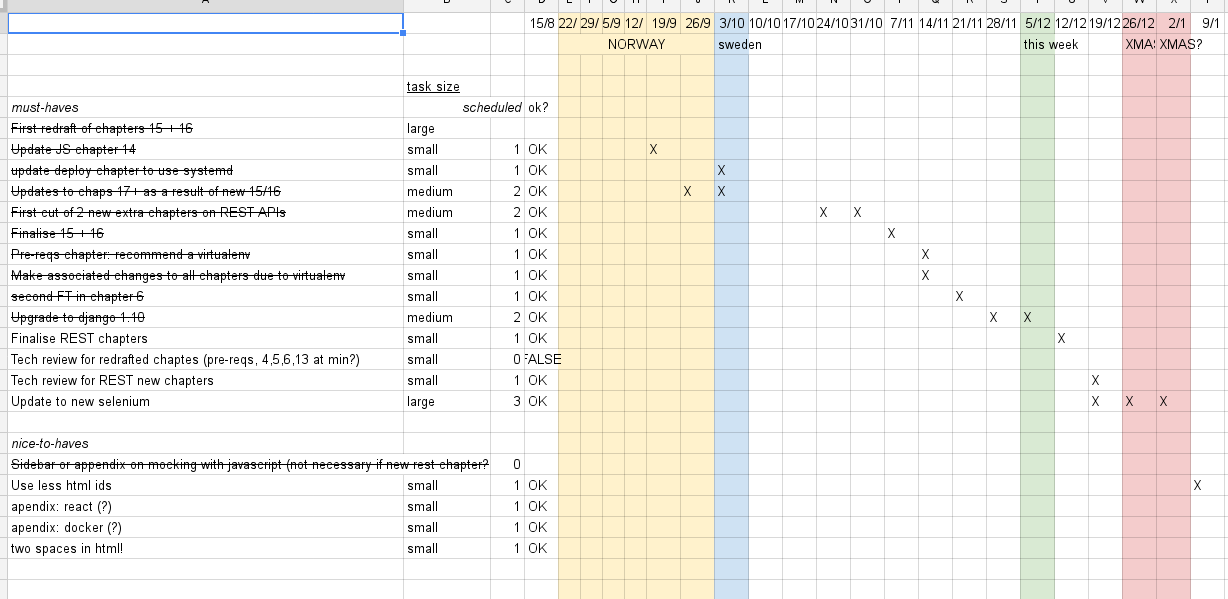 15/8 22/ 29/ 5/9 12/ 19/9 26/9 3/10 10/10 17/10 24/10 31/10 7/11 14/11 21/11 28/11 5/12 12/12 19/12 26/12 2/1 9/1
NORWAY sweden this week XMAS XMAS?
task size
must-haves scheduled ok?
First redraft of chapters 15 + 16 large
Update JS chapter 14 small 1 OK X
update deploy chapter to use systemd small 1 OK X
Updates to chaps 17+ as a result of new 15/16 medium 2 OK X X
First cut of 2 new extra chapters on REST APIs medium 2 OK X X
Finalise 15 + 16 small 1 OK X
Pre-reqs chapter: recommend a virtualenv small 1 OK X
Make associated changes to all chapters due to virtualenv small 1 OK X
second FT in chapter 6 small 1 OK X
Upgrade to django 1.10 medium 2 OK X X
Finalise REST chapters small 1 OK X
Tech review for redrafted chaptes (pre-reqs, 4,5,6,13 at min?) small 0 FALSE
Tech review for REST new chapters small 1 OK X
Update to new selenium large 3 OK X X X
nice-to-haves
Sidebar or appendix on mocking with javascript (not necessary if new rest chapter? 0
Use less html ids small 1 OK X
apendix: react (?) small 1 OK
apendix: docker (?) small 1 OK
two spaces in html! small 1 OK